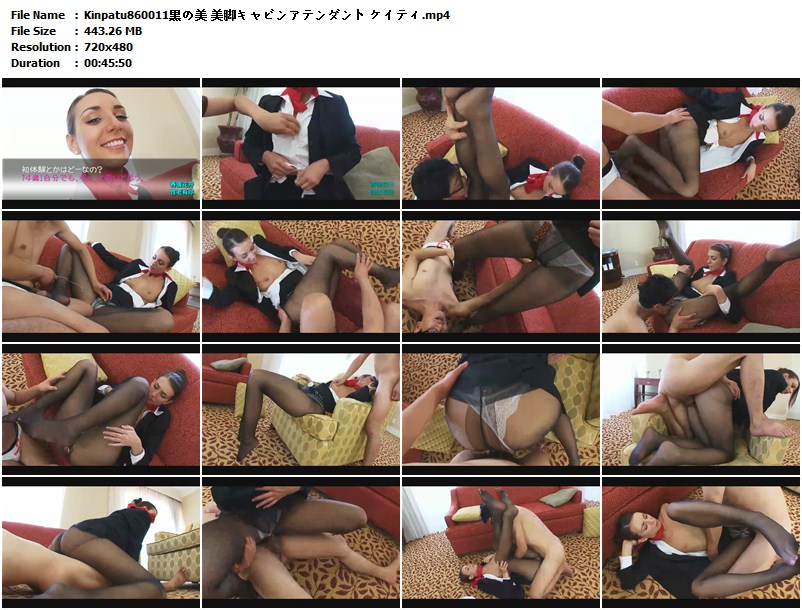 File Name : Kinpatu860011黒の美 美脚キャビンアテンダント ケイティ.mp4
File Size : 443.26 MB
Resolution : 720x480
Duration : 00:45:50
初体験とかはどーなの?